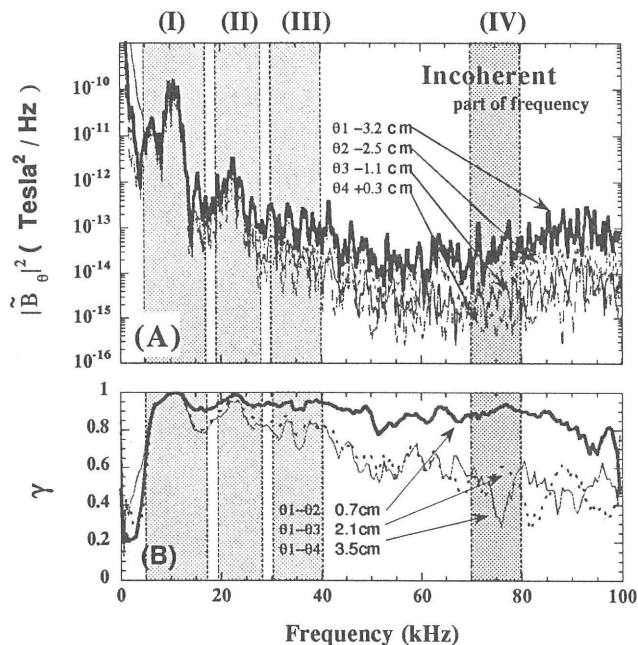 (I) (II) (III) (IV)
10⁻¹⁰
10⁻¹¹
10⁻¹²
10⁻¹³
10⁻¹⁴
10⁻¹⁵
10⁻¹⁶
|B̃θ|² ( Tesla² / Hz )
Incoherent
part of frequency
θ1 −3.2 cm
θ2 −2.5 cm
θ3 −1.1 cm
θ4 +0.3 cm
(A)
1
0.8
0.6
0.4
0.2
0
γ
θ1--θ2 0.7cm
θ1--θ3 2.1cm
θ1--θ4 3.5cm
(B)
0 20 40 60 80 100
Frequency (kHz)